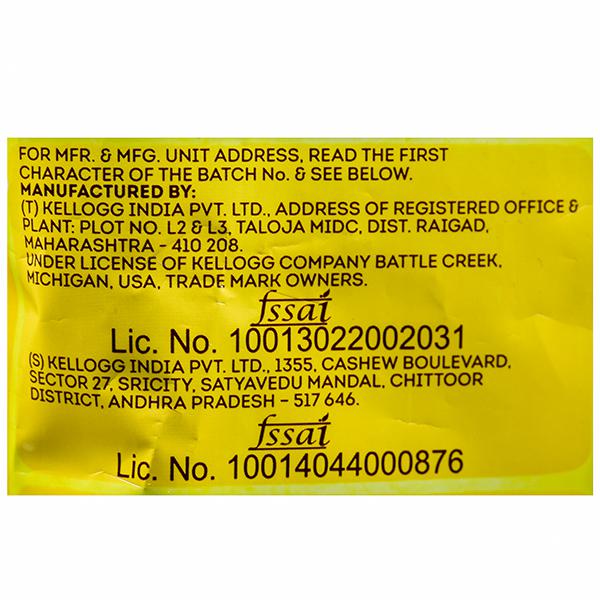 FOR MFR. & MFG. UNIT ADDRESS, READ THE FIRST
CHARACTER OF THE BATCH No. & SEE BELOW.
MANUFACTURED BY:
(T) KELLOGG INDIA PVT. LTD., ADDRESS OF REGISTERED OFFICE &
PLANT: PLOT NO. L2 & L3, TALOJA MIDC, DIST. RAIGAD,
MAHARASHTRA - 410 208.
UNDER LICENSE OF KELLOGG COMPANY BATTLE CREEK,
MICHIGAN, USA, TRADE MARK OWNERS.
fssai
Lic. No. 10013022002031
(S) KELLOGG INDIA PVT. LTD., 1355, CASHEW BOULEVARD,
SECTOR 27, SRICITY, SATYAVEDU MANDAL, CHITTOOR
DISTRICT, ANDHRA PRADESH - 517 646.
fssai
Lic. No. 10014044000876